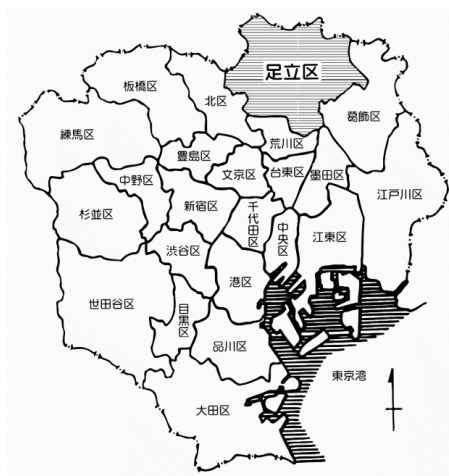 足立区
板橋区
北区
葛飾区
練馬区
荒川区
豊島区
文京区
台東区
墨田区
中野区
江戸川区
杉並区
新宿区
千代田区
中央区
江東区
渋谷区
港区
世田谷区
目黒区
品川区
東京湾
大田区